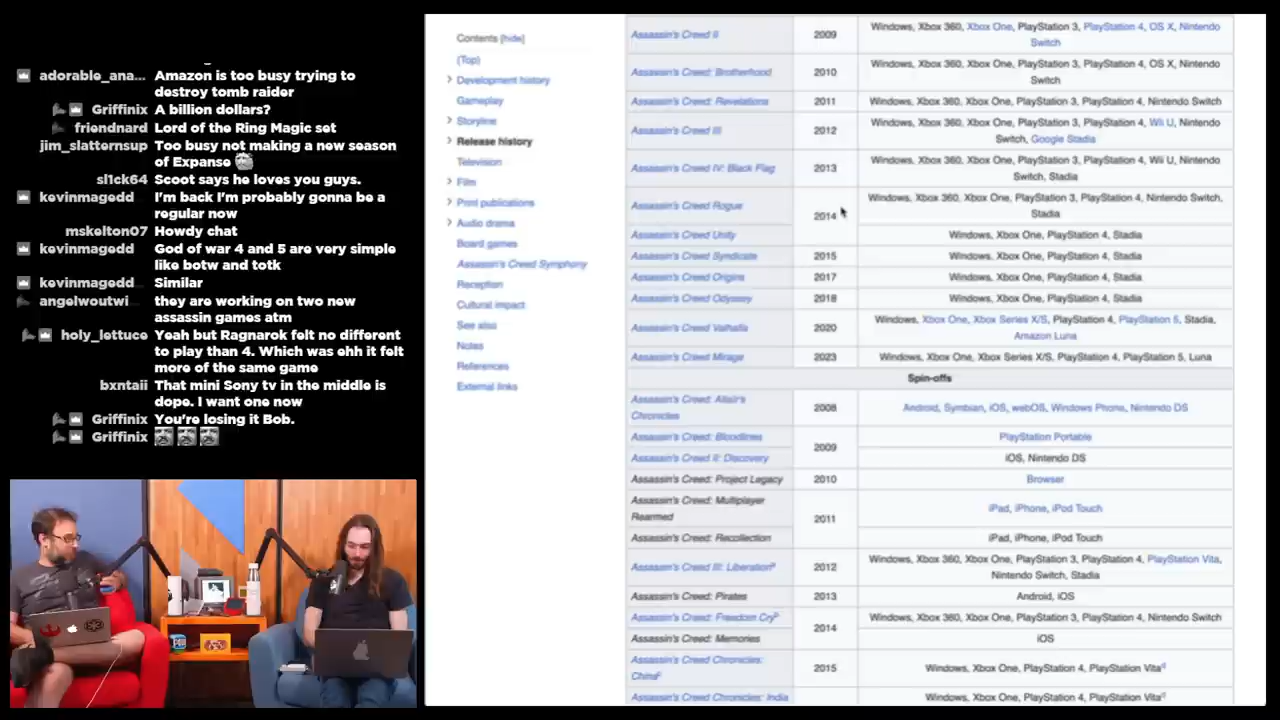 adorable_ana... Amazon is too busy trying to
destroy tomb raider
Griffinix A billion dollars?
friendnard Lord of the Ring Magic set
jim_slatternsup Too busy not making a new season
of Expanse
sl1ck64 Scoot says he loves you guys.
kevinmagedd I'm back I'm probably gonna be a
regular now
mskelton07 Howdy chat
kevinmagedd God of war 4 and 5 are very simple
like botw and totk
kevinmagedd Similar
angelwoutwi they are working on two new
assassin games atm
holy_lettuce Yeah but Ragnarok felt no different
to play than 4. Which was ehh it felt
more of the same game
bxntaii That mini Sony tv in the middle is
dope. I want one now
Griffinix You're losing it Bob.
Griffinix
Contents [hide]
(Top)
Development history
Gameplay
Storyline
Release history
Television
Film
Print publications
Audio drama
Board games
Assassin's Creed Symphony
Reception
Cultural impact
See also
Notes
References
External links
Assassin's Creed II 2009 Windows, Xbox 360, Xbox One, PlayStation 3, PlayStation 4, OS X, Nintendo
Switch
Assassin's Creed: Brotherhood 2010 Windows, Xbox 360, Xbox One, PlayStation 3, PlayStation 4, OS X, Nintendo
Switch
Assassin's Creed: Revelations 2011 Windows, Xbox 360, Xbox One, PlayStation 3, PlayStation 4, Nintendo Switch
Assassin's Creed III 2012 Windows, Xbox 360, Xbox One, PlayStation 3, PlayStation 4, Wii U, Nintendo
Switch, Google Stadia
Assassin's Creed IV: Black Flag 2013 Windows, Xbox 360, Xbox One, PlayStation 3, PlayStation 4, Wii U, Nintendo
Switch, Stadia
Assassin's Creed Rogue 2014 Windows, Xbox 360, Xbox One, PlayStation 3, PlayStation 4, Nintendo Switch,
Stadia
Assassin's Creed Unity Windows, Xbox One, PlayStation 4, Stadia
Assassin's Creed Syndicate 2015 Windows, Xbox One, PlayStation 4, Stadia
Assassin's Creed Origins 2017 Windows, Xbox One, PlayStation 4, Stadia
Assassin's Creed Odyssey 2018 Windows, Xbox One, PlayStation 4, Stadia
Assassin's Creed Valhalla 2020 Windows, Xbox One, Xbox Series X/S, PlayStation 4, PlayStation 5, Stadia,
Amazon Luna
Assassin's Creed Mirage 2023 Windows, Xbox One, Xbox Series X/S, PlayStation 4, PlayStation 5, Luna
Spin-offs
Assassin's Creed: Altaïr's
Chronicles 2008 Android, Symbian, iOS, webOS, Windows Phone, Nintendo DS
Assassin's Creed: Bloodlines 2009 PlayStation Portable
Assassin's Creed II: Discovery iOS, Nintendo DS
Assassin's Creed: Project Legacy 2010 Browser
Assassin's Creed: Multiplayer
Rearmed 2011 iPad, iPhone, iPod Touch
Assassin's Creed: Recollection iPad, iPhone, iPod Touch
Assassin's Creed III: Liberation 2012 Windows, Xbox 360, Xbox One, PlayStation 3, PlayStation 4, PlayStation Vita,
Nintendo Switch, Stadia
Assassin's Creed: Pirates 2013 Android, iOS
Assassin's Creed: Freedom Cry 2014 Windows, Xbox 360, Xbox One, PlayStation 3, PlayStation 4, Nintendo Switch
Assassin's Creed: Memories iOS
Assassin's Creed Chronicles:
China 2015 Windows, Xbox One, PlayStation 4, PlayStation Vita
Assassin's Creed Chronicles: India Windows, Xbox One, PlayStation 4, PlayStation Vita